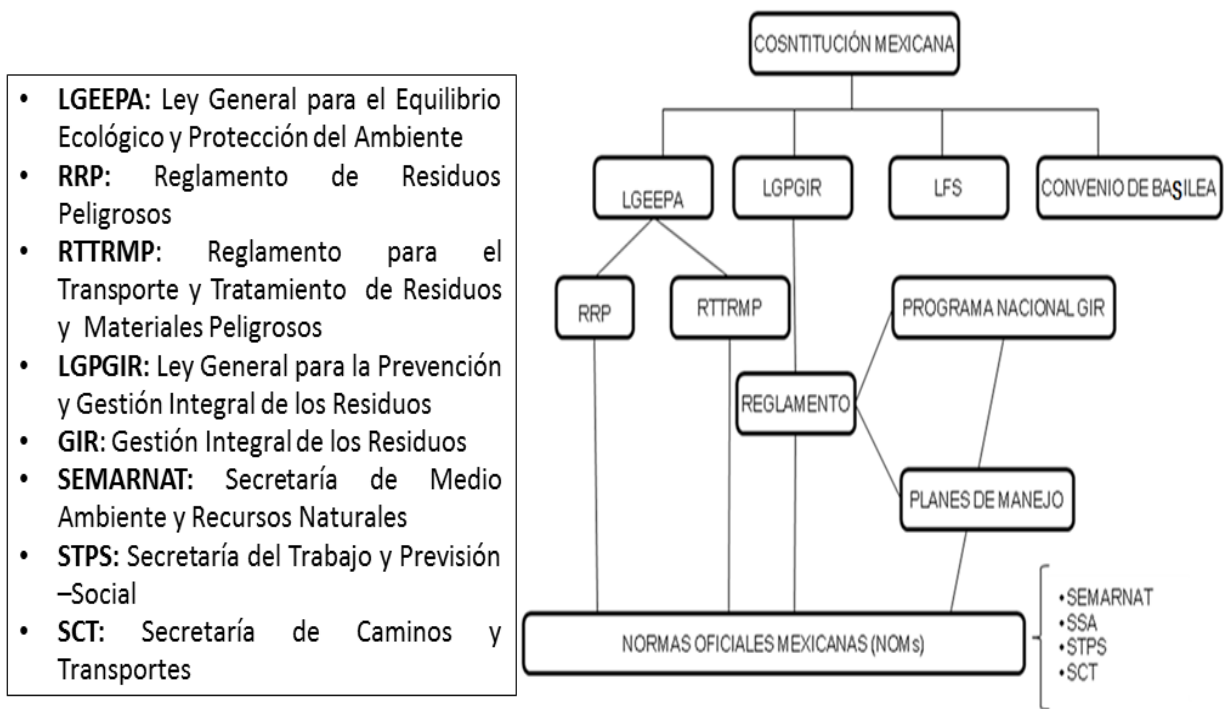 • LGEEPA: Ley General para el Equilibrio
Ecológico y Protección del Ambiente
• RRP: Reglamento de Residuos
Peligrosos
• RTTRMP: Reglamento para el
Transporte y Tratamiento de Residuos
y Materiales Peligrosos
• LGPGIR: Ley General para la Prevención
y Gestión Integral de los Residuos
• GIR: Gestión Integral de los Residuos
• SEMARNAT: Secretaría de Medio
Ambiente y Recursos Naturales
• STPS: Secretaría del Trabajo y Previsión
–Social
• SCT: Secretaría de Caminos y
Transportes
COSNTITUCIÓN MEXICANA
LGEEPA
LGPGIR
LFS
CONVENIO DE BASILEA
RRP
RTTRMP
PROGRAMA NACIONAL GIR
REGLAMENTO
PLANES DE MANEJO
NORMAS OFICIALES MEXICANAS (NOMs)
•SEMARNAT
•SSA
•STPS
•SCT